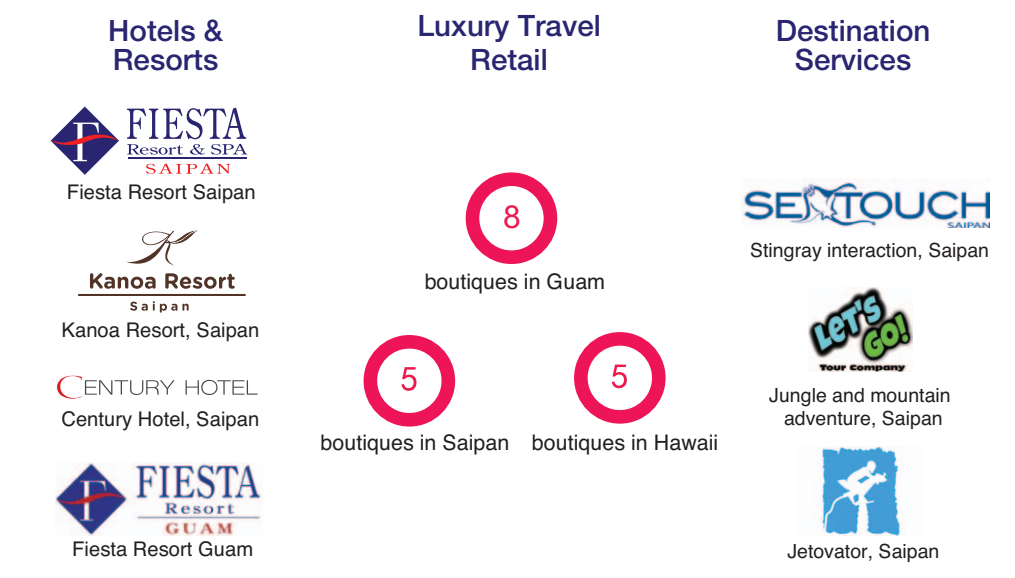 Hotels &
Resorts
FIESTA
Resort & SPA
SAIPAN
Fiesta Resort Saipan
K
Kanoa Resort
Saipan
Kanoa Resort, Saipan
CENTURY HOTEL
Century Hotel, Saipan
F
FIESTA
Resort
GUAM
Fiesta Resort Guam
Luxury Travel
Retail
8
boutiques in Guam
5
boutiques in Saipan
5
boutiques in Hawaii
Destination
Services
SEATOUCH
SAIPAN
Stingray interaction, Saipan
LET'S
GO!
Tour Company
Jungle and mountain
adventure, Saipan
Jetovator, Saipan